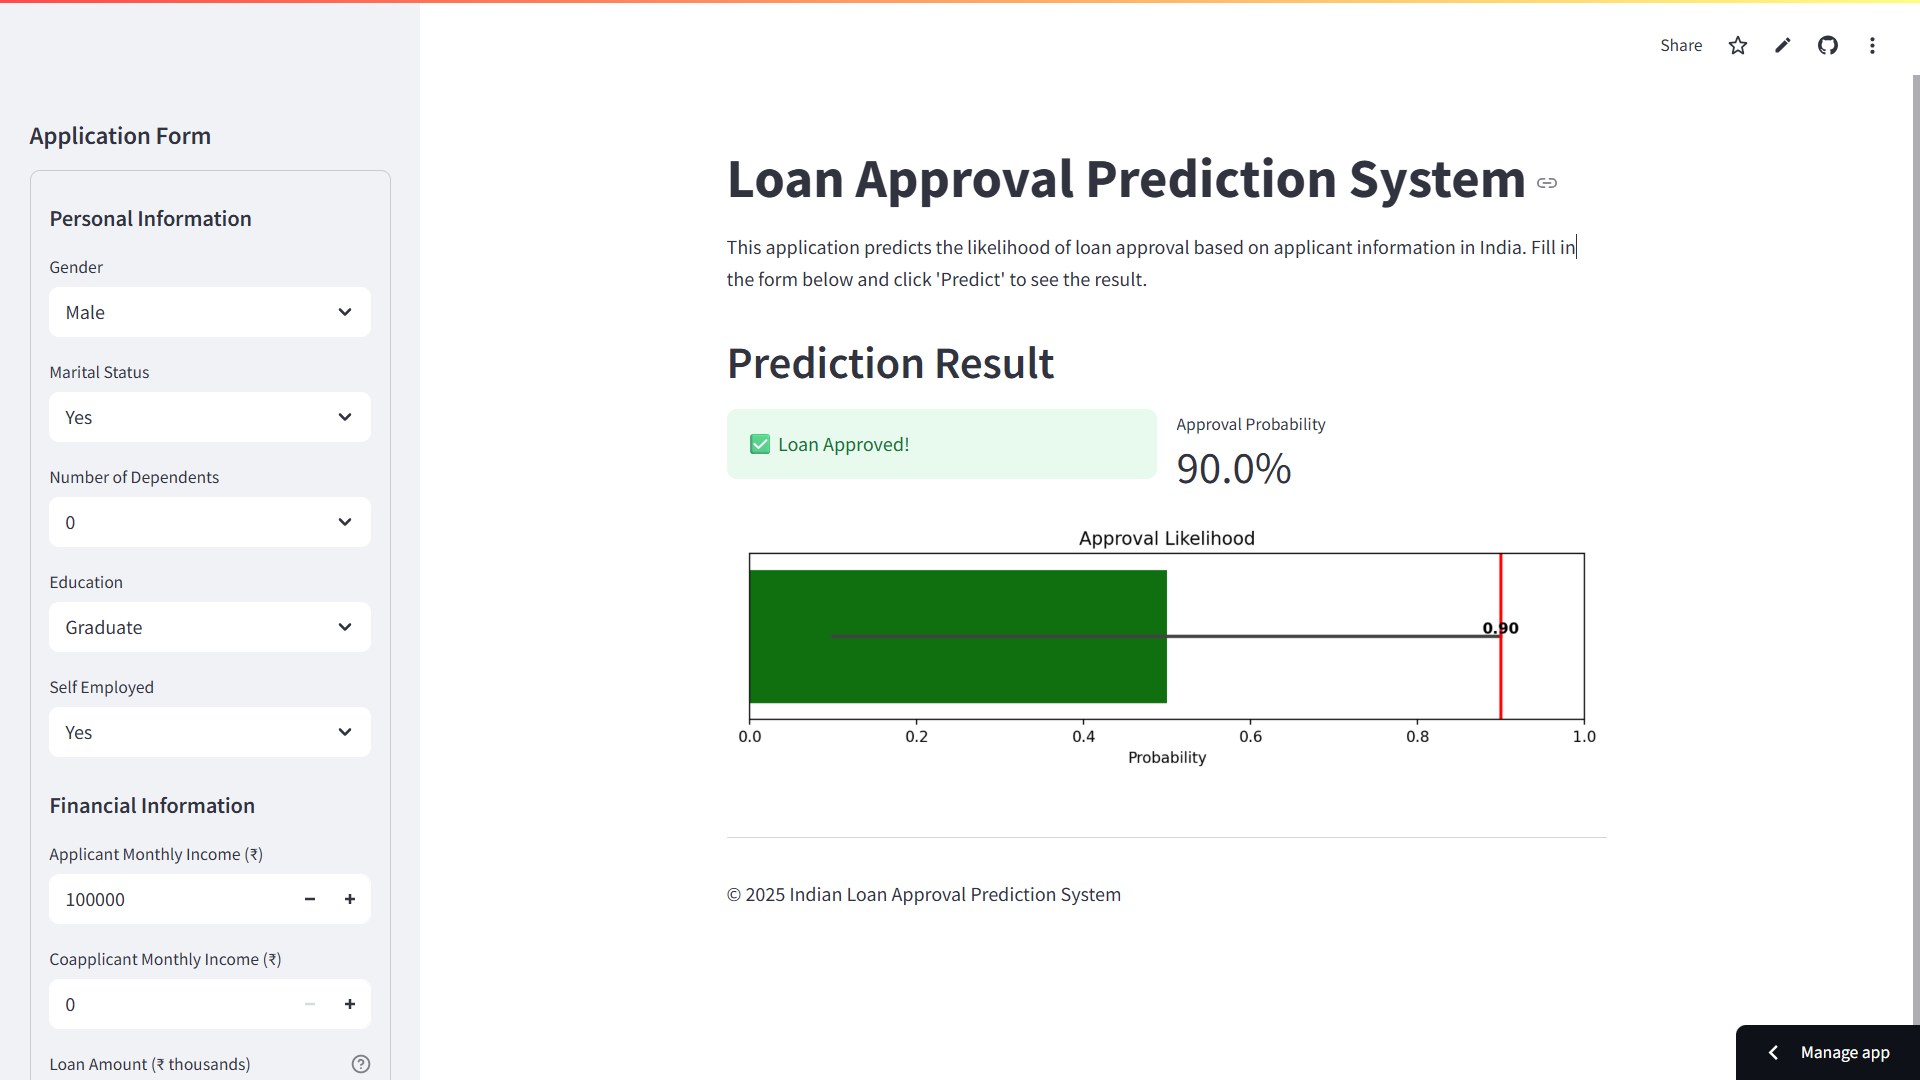 Share
Application Form
Personal Information
Gender
Male
Marital Status
Yes
Number of Dependents
0
Education
Graduate
Self Employed
Yes
Financial Information
Applicant Monthly Income (₹)
100000
Coapplicant Monthly Income (₹)
0
Loan Amount (₹ thousands)
Loan Approval Prediction System
This application predicts the likelihood of loan approval based on applicant information in India. Fill in
the form below and click 'Predict' to see the result.
Prediction Result
✅ Loan Approved!
Approval Probability
90.0%
Approval Likelihood
0.90
0.0 0.2 0.4 0.6 0.8 1.0
Probability
© 2025 Indian Loan Approval Prediction System
Manage app